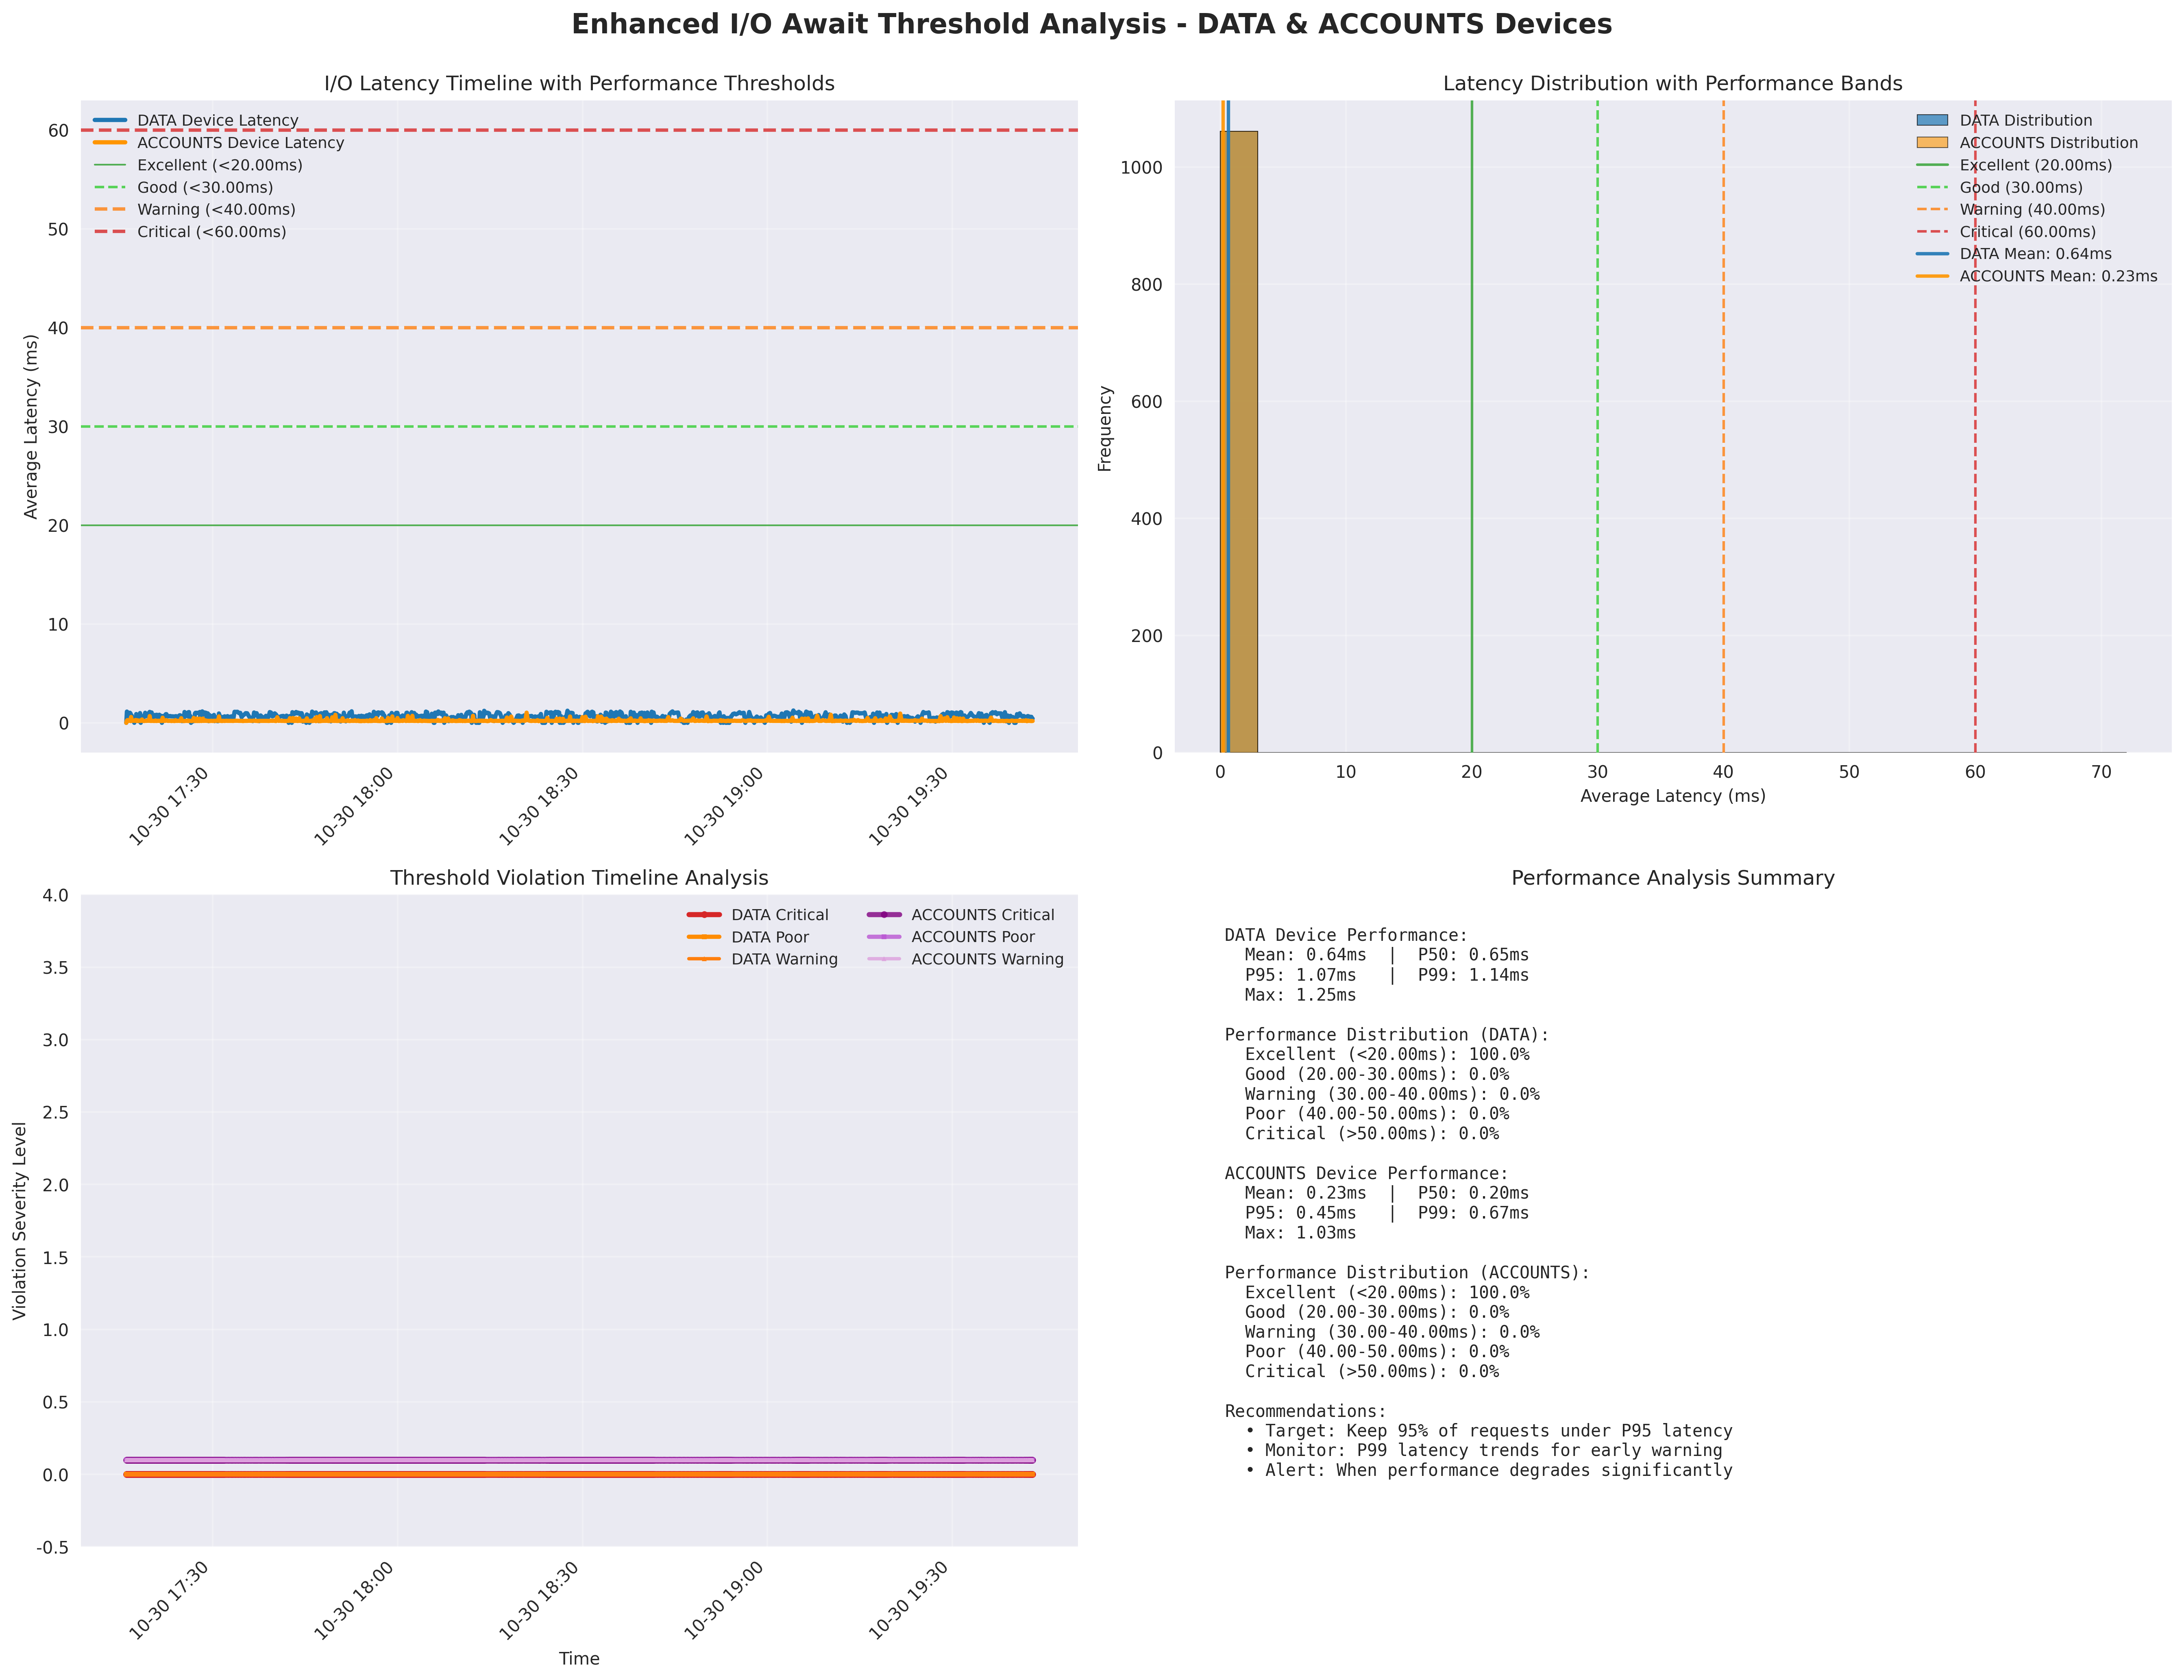 Enhanced I/O Await Threshold Analysis - DATA & ACCOUNTS Devices
I/O Latency Timeline with Performance Thresholds
Average Latency (ms)
60
50
40
30
20
10
0
DATA Device Latency
ACCOUNTS Device Latency
Excellent (<20.00ms)
Good (<30.00ms)
Warning (<40.00ms)
Critical (<60.00ms)
10-30 17:30
10-30 18:00
10-30 18:30
10-30 19:00
10-30 19:30
Latency Distribution with Performance Bands
Frequency
1000
800
600
400
200
0
DATA Distribution
ACCOUNTS Distribution
Excellent (20.00ms)
Good (30.00ms)
Warning (40.00ms)
Critical (60.00ms)
DATA Mean: 0.64ms
ACCOUNTS Mean: 0.23ms
0 10 20 30 40 50 60 70
Average Latency (ms)
Threshold Violation Timeline Analysis
Violation Severity Level
4.0
3.5
3.0
2.5
2.0
1.5
1.0
0.5
0.0
-0.5
DATA Critical
DATA Poor
DATA Warning
ACCOUNTS Critical
ACCOUNTS Poor
ACCOUNTS Warning
10-30 17:30
10-30 18:00
10-30 18:30
10-30 19:00
10-30 19:30
Time
Performance Analysis Summary
DATA Device Performance:
Mean: 0.64ms | P50: 0.65ms
P95: 1.07ms | P99: 1.14ms
Max: 1.25ms
Performance Distribution (DATA):
Excellent (<20.00ms): 100.0%
Good (20.00-30.00ms): 0.0%
Warning (30.00-40.00ms): 0.0%
Poor (40.00-50.00ms): 0.0%
Critical (>50.00ms): 0.0%
ACCOUNTS Device Performance:
Mean: 0.23ms | P50: 0.20ms
P95: 0.45ms | P99: 0.67ms
Max: 1.03ms
Performance Distribution (ACCOUNTS):
Excellent (<20.00ms): 100.0%
Good (20.00-30.00ms): 0.0%
Warning (30.00-40.00ms): 0.0%
Poor (40.00-50.00ms): 0.0%
Critical (>50.00ms): 0.0%
Recommendations:
• Target: Keep 95% of requests under P95 latency
• Monitor: P99 latency trends for early warning
• Alert: When performance degrades significantly